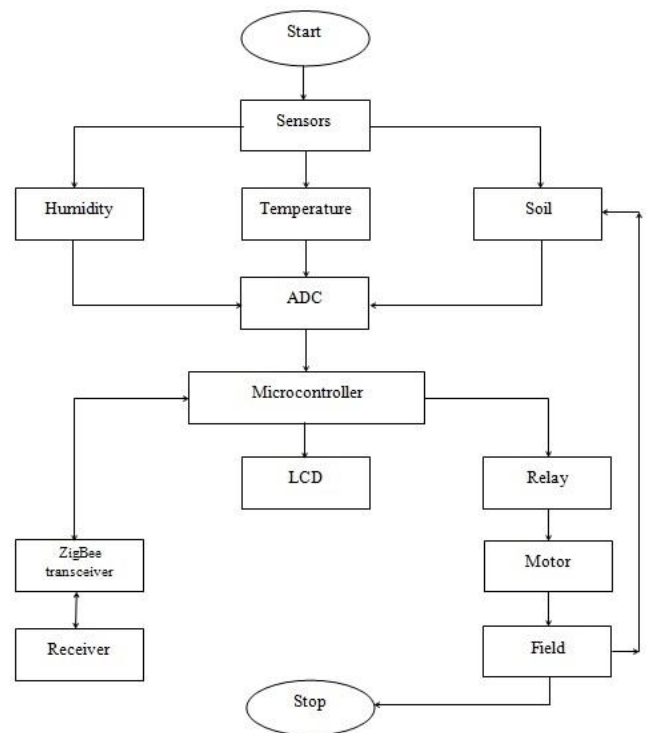 Start
Sensors
Humidity
Temperature
Soil
ADC
Microcontroller
LCD
Relay
ZigBee
transceiver
Motor
Receiver
Field
Stop